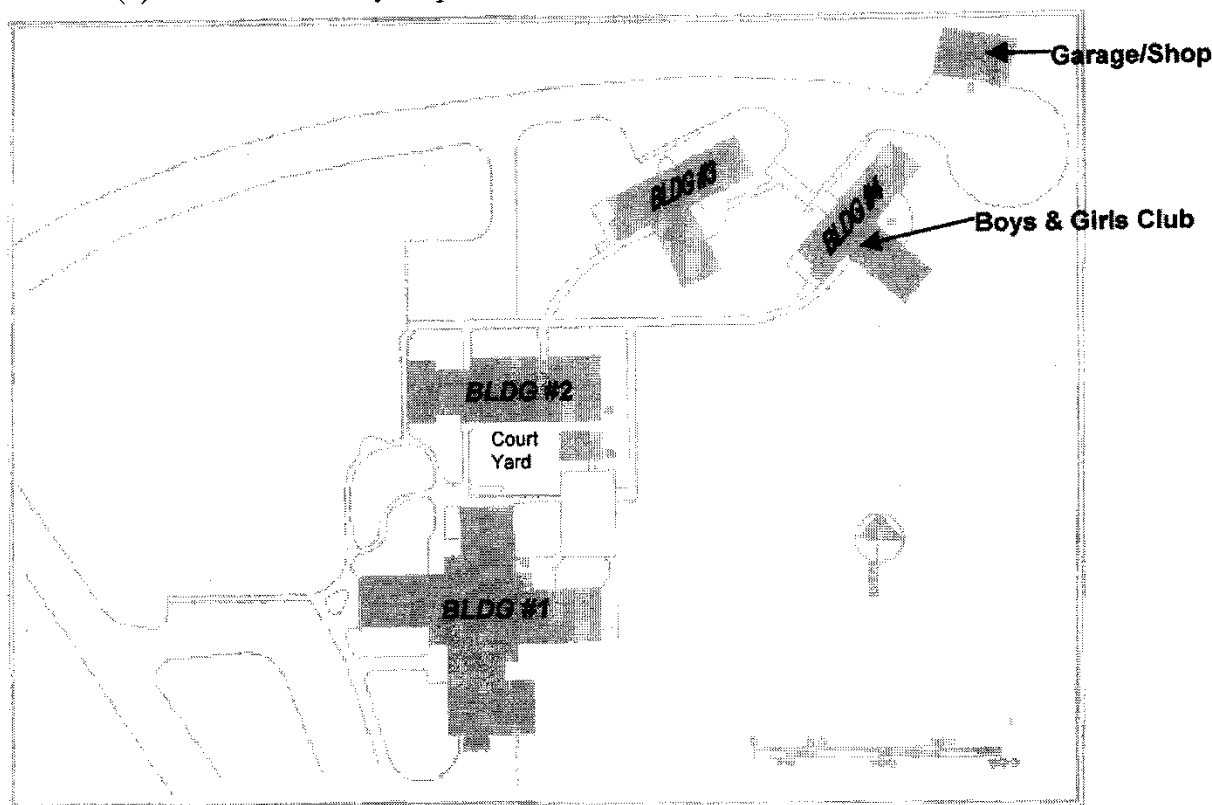 Garage/Shop
BLDG #3
BLDG #4
Boys & Girls Club
BLDG #2
Court
Yard
BLDG #1